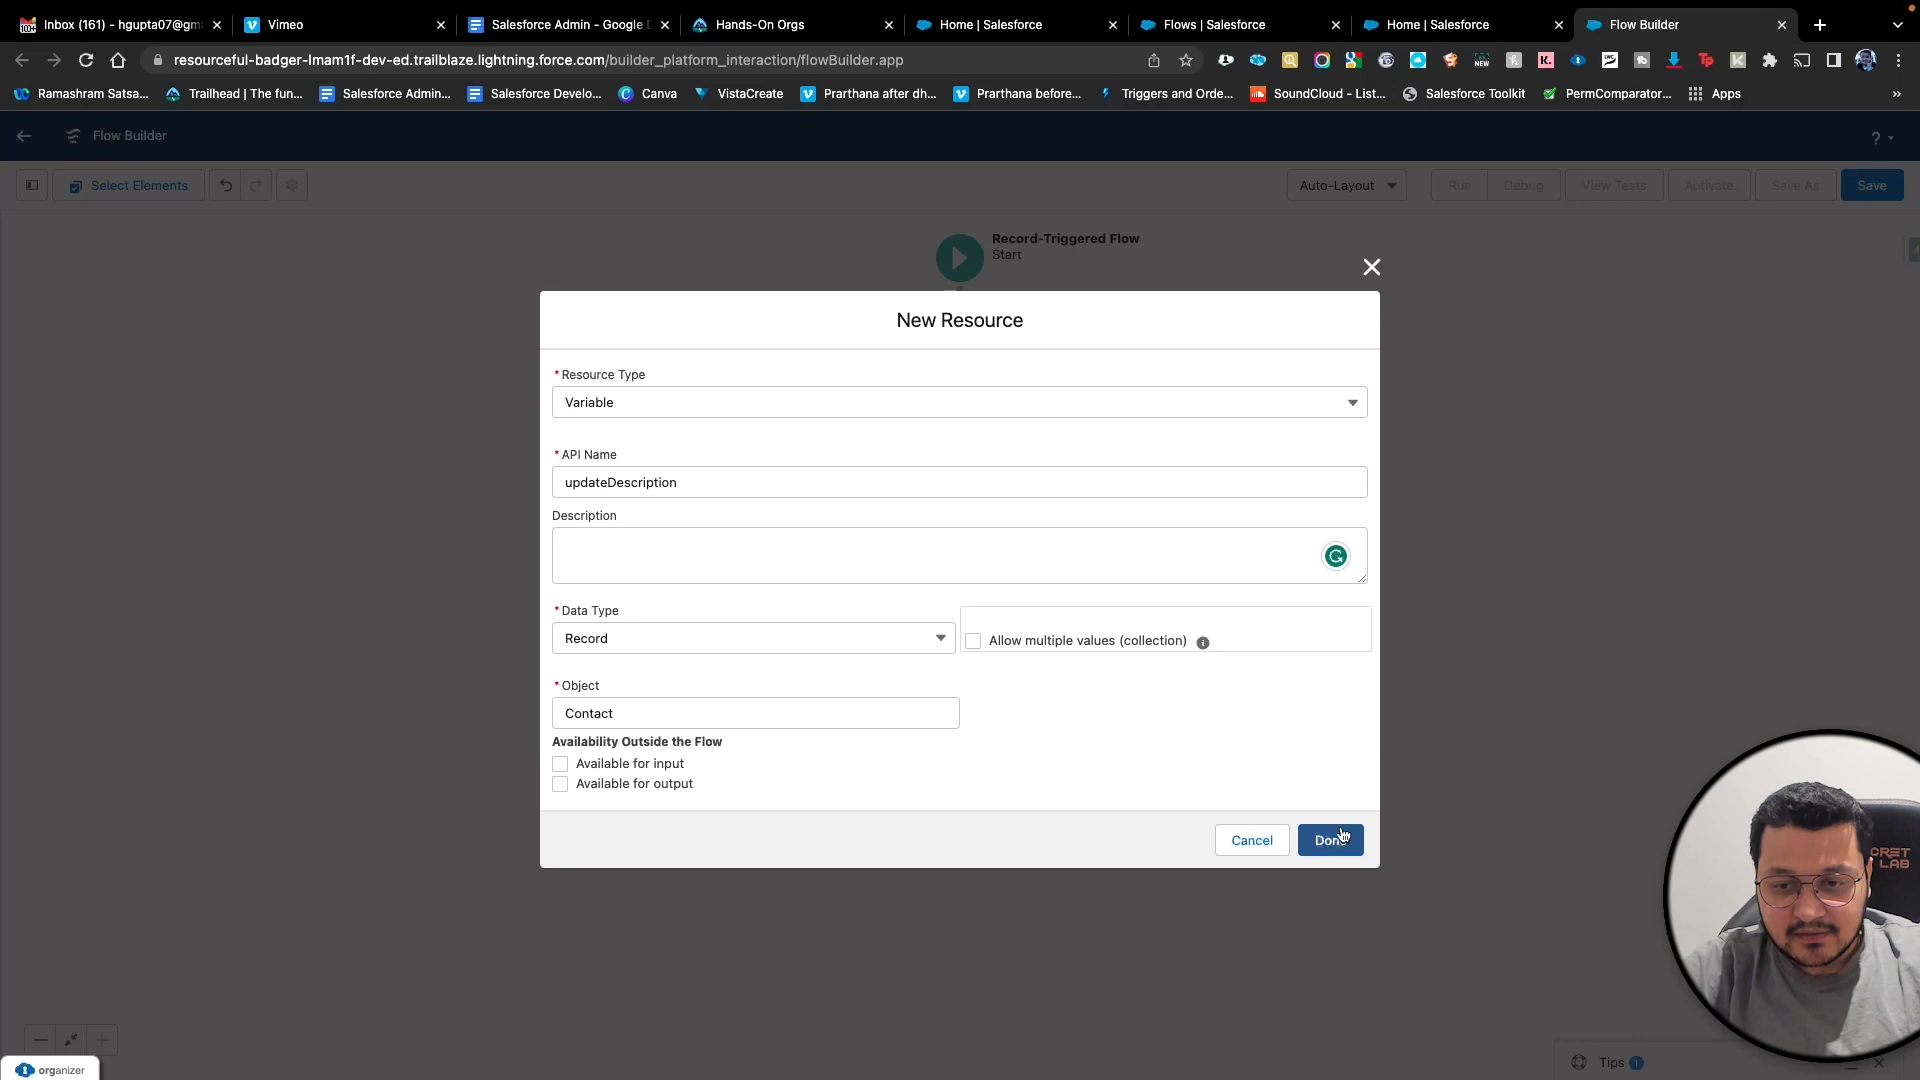 Inbox (161) - hgupta07@gm
Vimeo
Salesforce Admin - Google D
Hands-On Orgs
Home | Salesforce
Flows | Salesforce
Home | Salesforce
Flow Builder
resourceful-badger-lmam1f-dev-ed.trailblaze.lightning.force.com/builder_platform_interaction/flowBuilder.app
Ramashram Satsa...
Trailhead | The fun...
Salesforce Admin...
Salesforce Develo...
Canva
VistaCreate
Prarthana after dh...
Prarthana before...
Triggers and Orde...
SoundCloud - List...
Salesforce Toolkit
PermComparator...
Apps
»
Flow Builder
?
Select Elements
Auto-Layout
Run
Debug
View Tests
Activate
Save As
Save
Record-Triggered Flow
Start
New Resource
* Resource Type
Variable
* API Name
updateDescription
Description
* Data Type
Record
Allow multiple values (collection)
* Object
Contact
Availability Outside the Flow
Available for input
Available for output
Cancel
Done
CRET
LAB
organizer
Tips 1